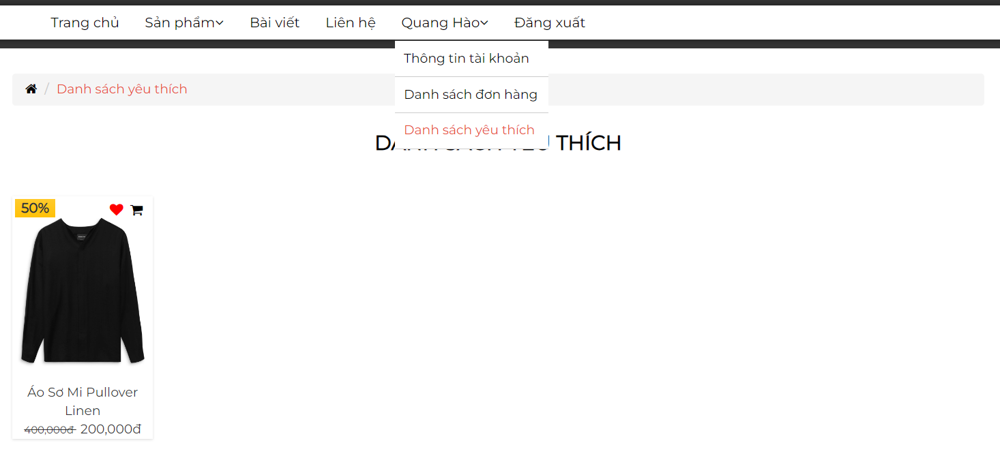 Trang chủ Sản phẩm Bài viết Liên hệ Quang Hào Đăng xuất
Thông tin tài khoản
Danh sách đơn hàng
Danh sách yêu thích
/ Danh sách yêu thích
THÍCH
50%
Áo Sơ Mi Pullover
Linen
400,000đ 200,000đ